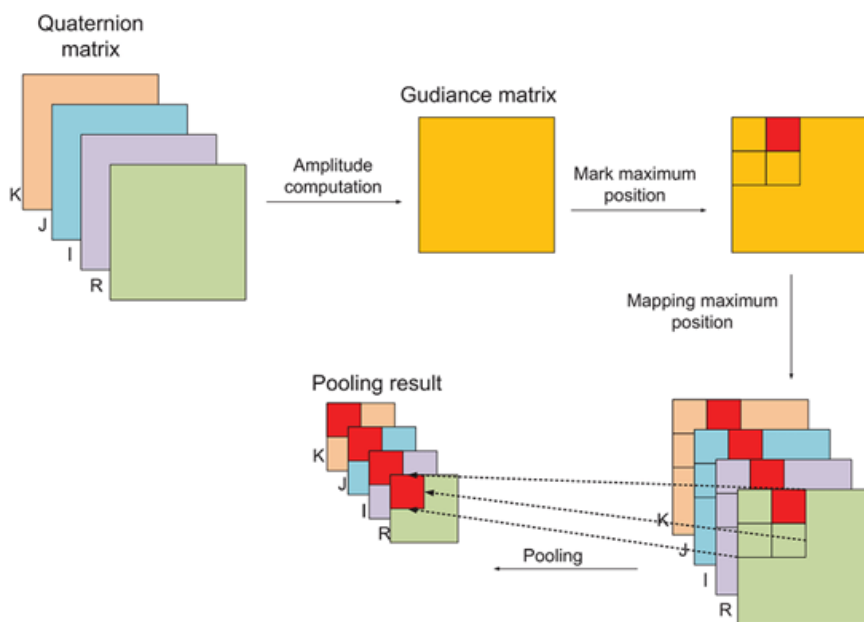 Quaternion
matrix
K
J
I
R
Amplitude
computation
Gudiance matrix
Mark maximum
position
Mapping maximum
position
K
J
I
R
Pooling
Pooling result
K
J
I
R